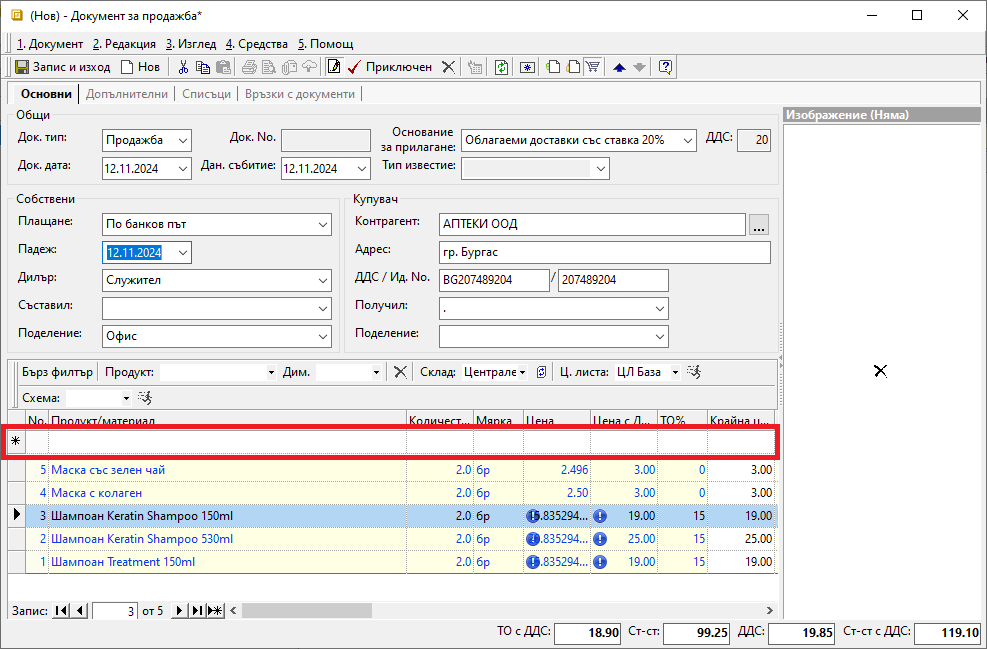 (Нов) - Документ за продажба*
1. Документ 2. Редакция 3. Изглед 4. Средства 5. Помощ
Запис и изход Нов Приключен
Основни Допълнителни Списъци Връзки с документи
Общи
Док. тип: Продажба Док. No. Основание за прилагане: Облагаеми доставки със ставка 20% ДДС: 20
Док. дата: 12.11.2024 Дан. събитие: 12.11.2024 Тип известие:
Изображение (Няма)
Собствени
Плащане: По банков път
Падеж: 12.11.2024
Дилър: Служител
Съставил:
Поделение: Офис
Купувач
Контрагент: АПТЕКИ ООД ...
Адрес: гр. Бургас
ДДС / Ид. No. BG207489204 / 207489204
Получил: .
Поделение:
Бърз филтър Продукт: Дим. Склад: Централе Ц. листа: ЦЛ База
Схема:
No. Продукт/материал Количест... Мярка Цена Цена с Д... ТО% Крайна ц...
5 Маска със зелен чай 2.0 бр 2.496 3.00 0 3.00
4 Маска с колаген 2.0 бр 2.50 3.00 0 3.00
3 Шампоан Keratin Shampoo 150ml 2.0 бр 15.835294... 19.00 15 19.00
2 Шампоан Keratin Shampoo 530ml 2.0 бр .835294... 25.00 15 25.00
1 Шампоан Treatment 150ml 2.0 бр .835294... 19.00 15 19.00
Запис: 3 от 5
ТО с ДДС: 18.90 Ст-ст: 99.25 ДДС: 19.85 Ст-ст с ДДС: 119.10